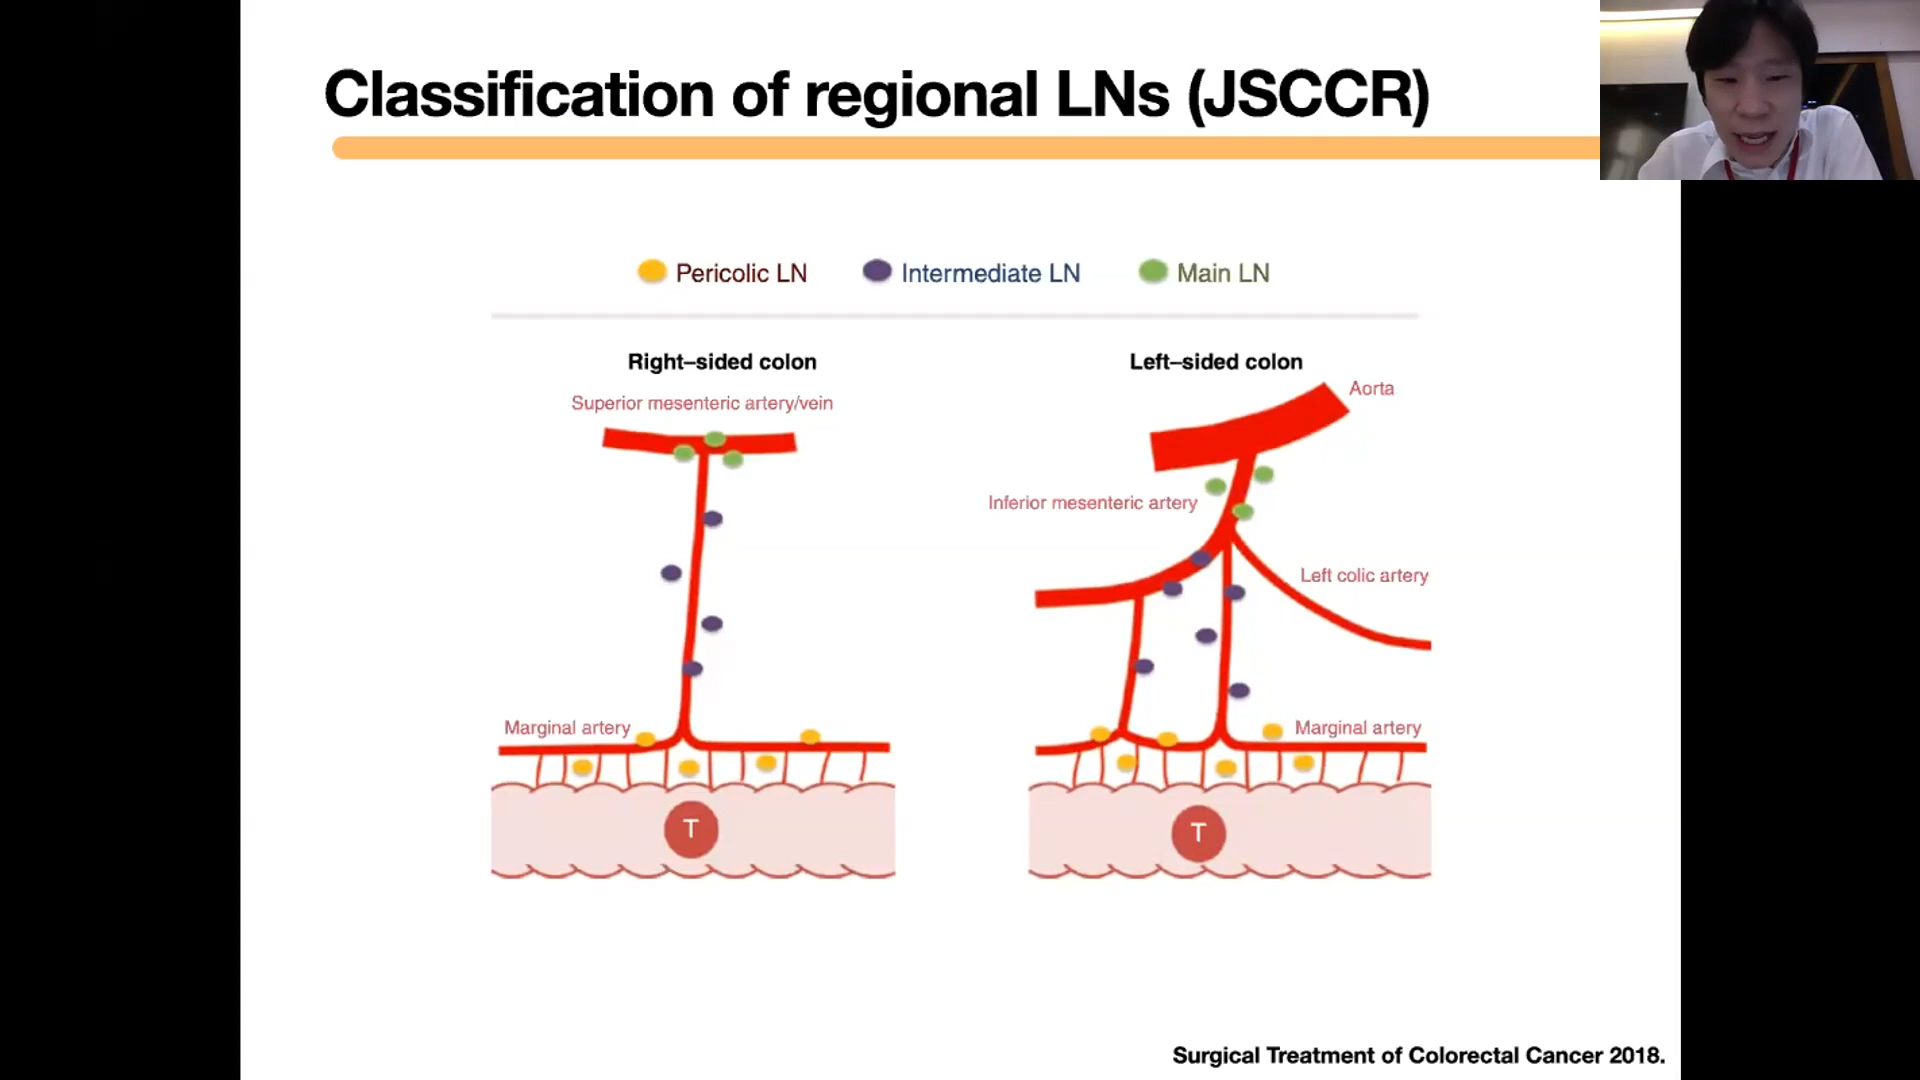 Classification of regional LNs (JSCCR)
Pericolic LN
Intermediate LN
Main LN
Right–sided colon
Superior mesenteric artery/vein
Marginal artery
T
Left–sided colon
Aorta
Inferior mesenteric artery
Left colic artery
Marginal artery
T
Surgical Treatment of Colorectal Cancer 2018.